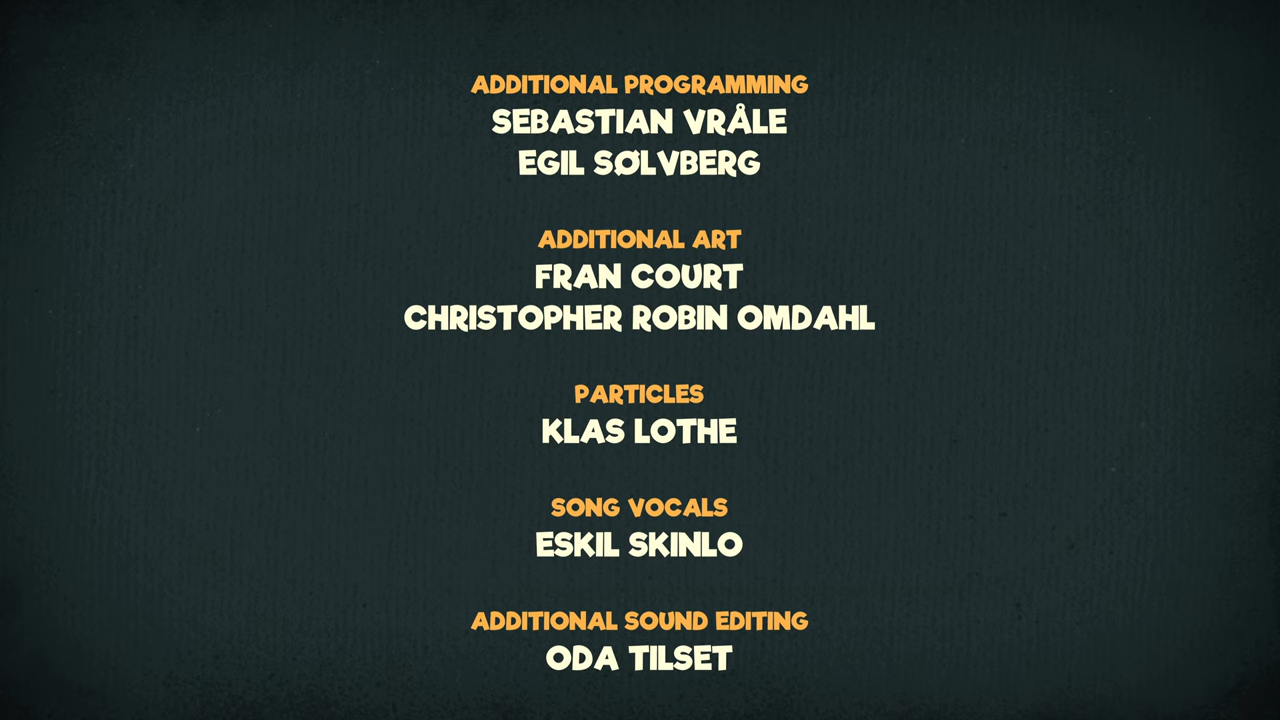 ADDITIONAL PROGRAMMING
SEBASTIAN VRÅLE
EGIL SØLVBERG
ADDITIONAL ART
FRAN COURT
CHRISTOPHER ROBIN OMDAHL
PARTICLES
KLAS LOTHE
SONG VOCALS
ESKIL SKINLO
ADDITIONAL SOUND EDITING
ODA TILSET